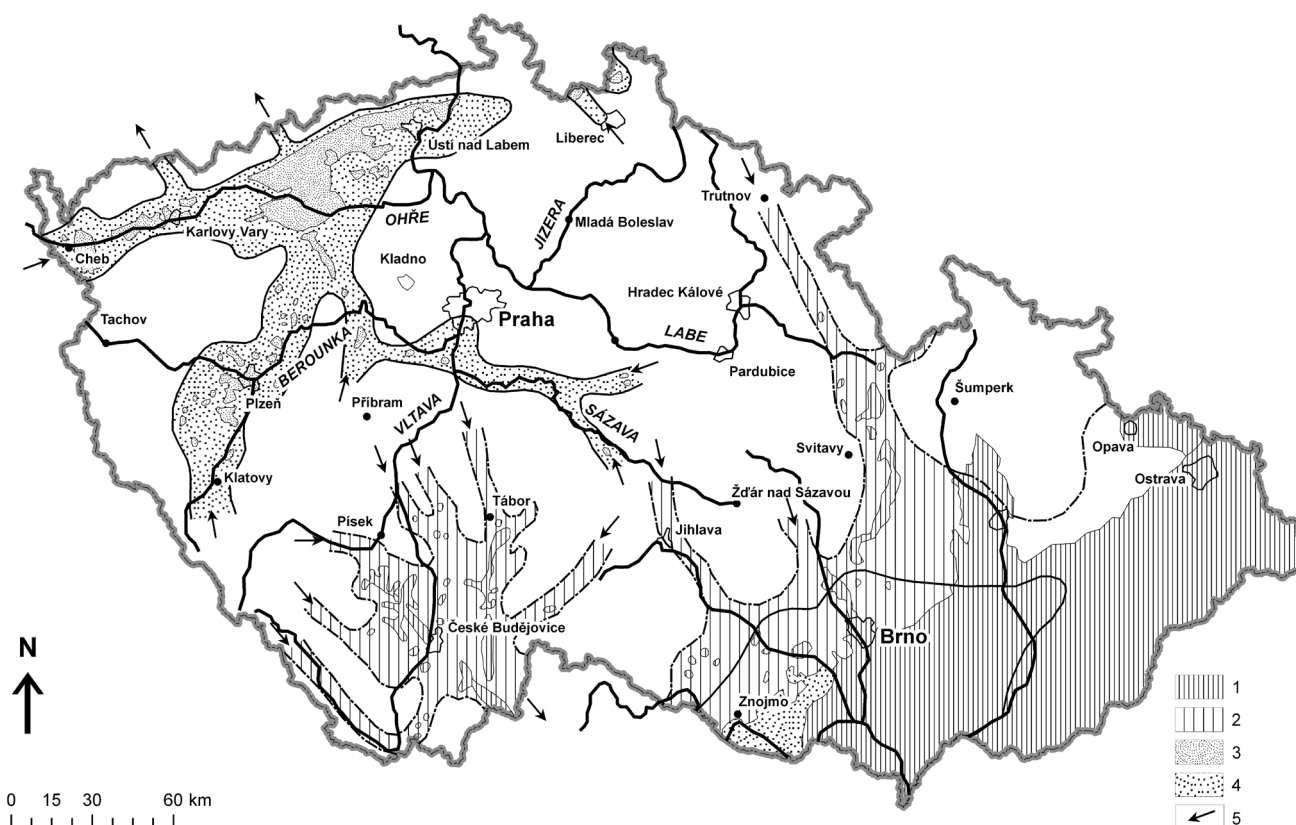 Ústí nad Labem
Liberec
Trutnov
Karlovy Vary
OHŘE
JIZERA
Mladá Boleslav
Cheb
Kladno
Hradec Králové
Praha
Tachov
LABE
BEROUNKA
Pardubice
Šumperk
Plzeň
Příbram
VLTAVA
SÁZAVA
Svitavy
Opava
Ostrava
Klatovy
Tábor
Žďár nad Sázavou
Písek
Jihlava
České Budějovice
Brno
N
Znojmo
1
2
3
4
5
0 15 30 60 km